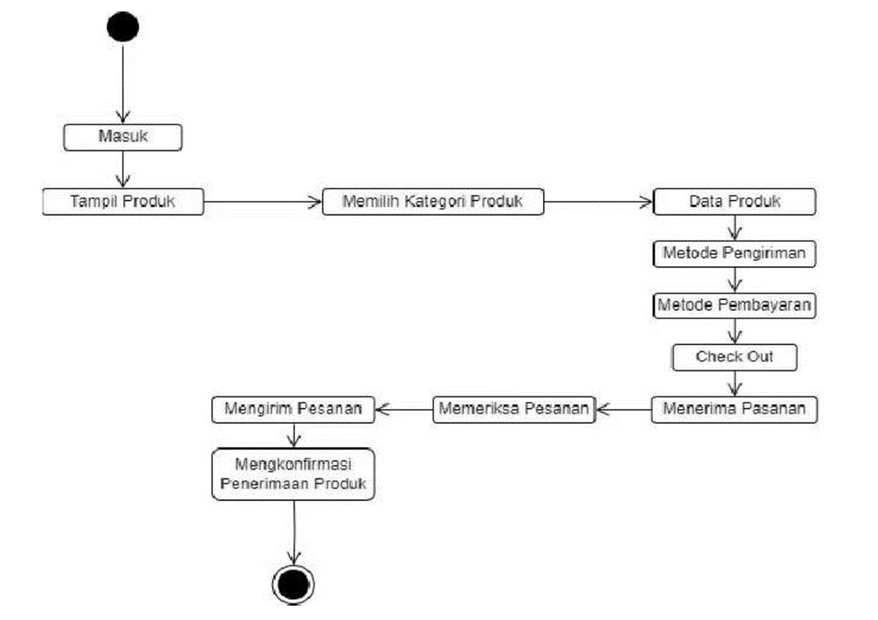 Masuk
Tampil Produk
Memilih Kategori Produk
Data Produk
Metode Pengiriman
Metode Pembayaran
Check Out
Menerima Pasanan
Memeriksa Pesanan
Mengirim Pesanan
Mengkonfirmasi
Penerimaan Produk